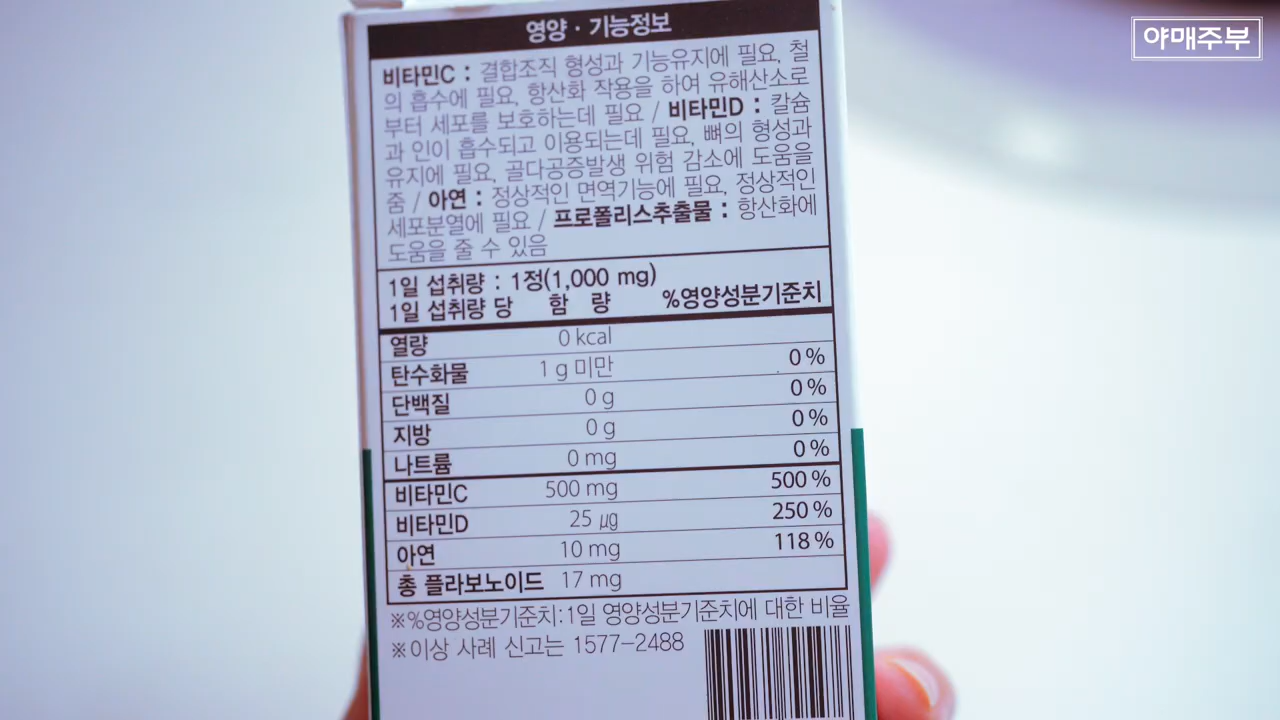 야매주부
영양 · 기능정보
비타민C : 결합조직 형성과 기능유지에 필요, 철
의 흡수에 필요, 항산화 작용을 하여 유해산소로
부터 세포를 보호하는데 필요 / 비타민D : 칼슘
과 인이 흡수되고 이용되는데 필요, 뼈의 형성과
유지에 필요, 골다공증발생 위험 감소에 도움을
줌 / 아연 : 정상적인 면역기능에 필요, 정상적인
세포분열에 필요 / 프로폴리스추출물 : 항산화에
도움을 줄 수 있음
1일 섭취량 : 1정(1,000 mg)
1일 섭취량 당 함 량 %영양성분기준치
열량 0 kcal
탄수화물 1 g 미만 0 %
단백질 0 g 0 %
지방 0 g 0 %
나트륨 0 mg 0 %
비타민C 500 mg 500 %
비타민D 25 ㎍ 250 %
아연 10 mg 118 %
총 플라보노이드 17 mg
※%영양성분기준치:1일 영양성분기준치에 대한 비율
※이상 사례 신고는 1577-2488